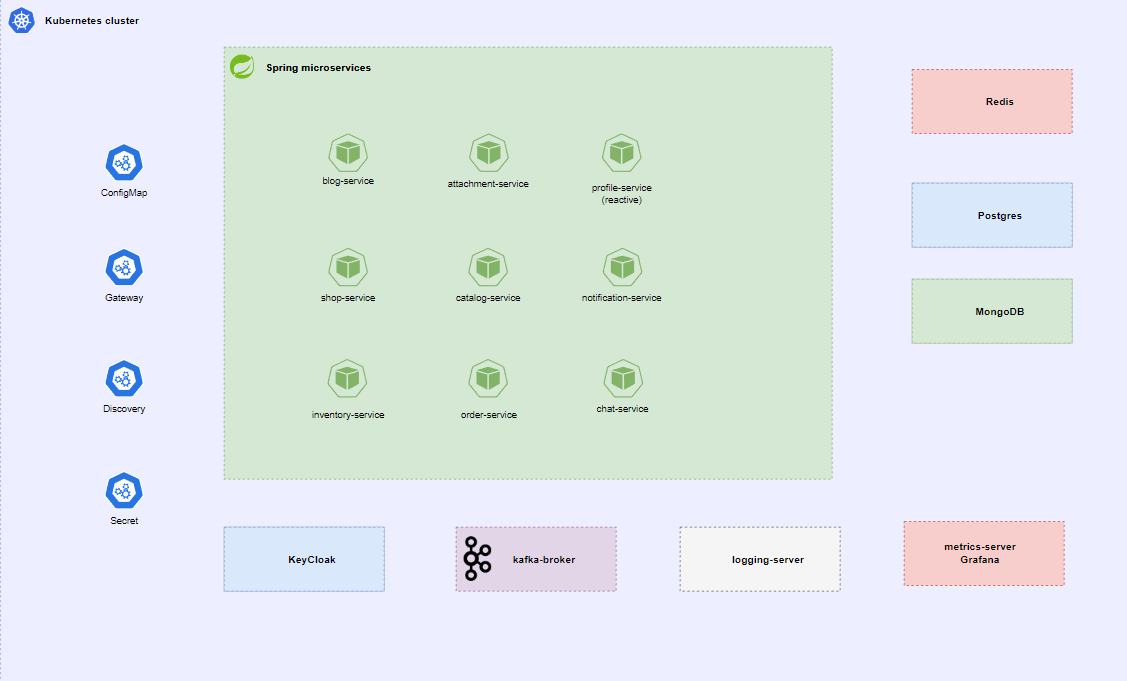 Kubernetes cluster
Spring microservices
Redis
blog-service
attachment-service
profile-service
(reactive)
ConfigMap
Postgres
Gateway
shop-service
catalog-service
notification-service
MongoDB
Discovery
inventory-service
order-service
chat-service
Secret
KeyCloak
kafka-broker
logging-server
metrics-server
Grafana